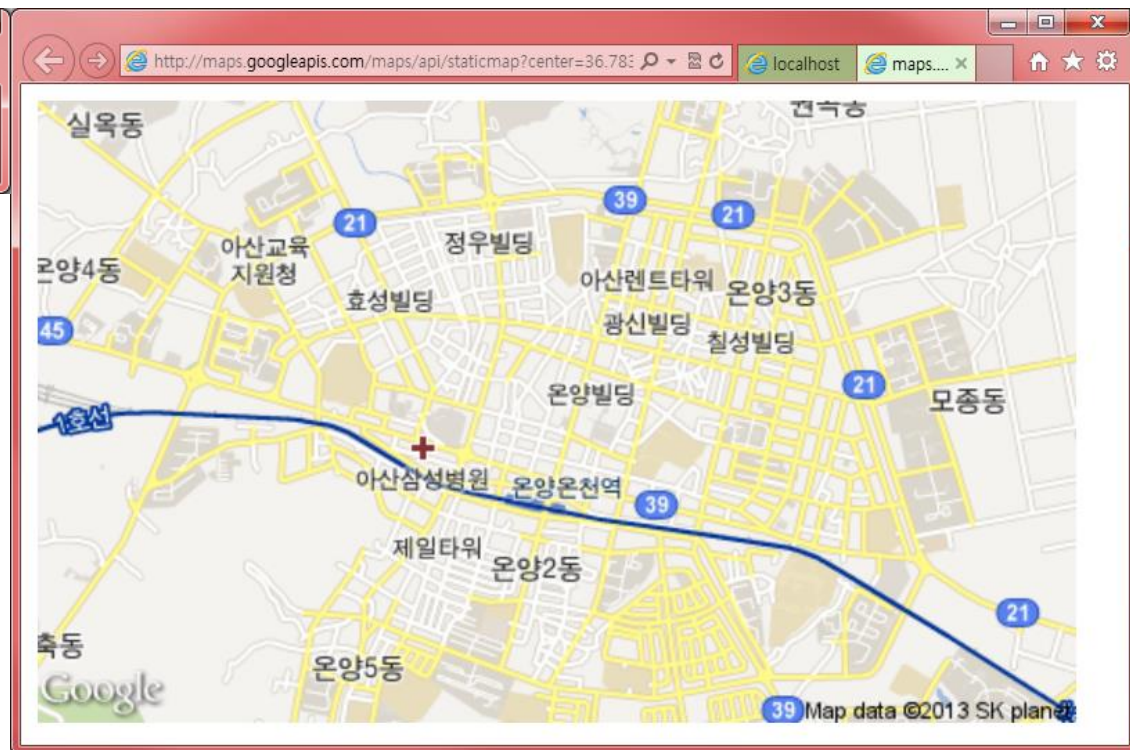 http://maps.googleapis.com/maps/api/staticmap?center=36.783
localhost
maps....
실옥동
39
21
21
정우빌딩
아산교육
지원청
온양4동
아산렌트타워
온양3동
효성빌딩
광신빌딩
45
칠성빌딩
21
온양빌딩
모종동
1호선
아산삼성병원
온양온천역
39
제일타워
온양2동
21
축동
온양5동
Google
39
Map data ©2013 SK planet